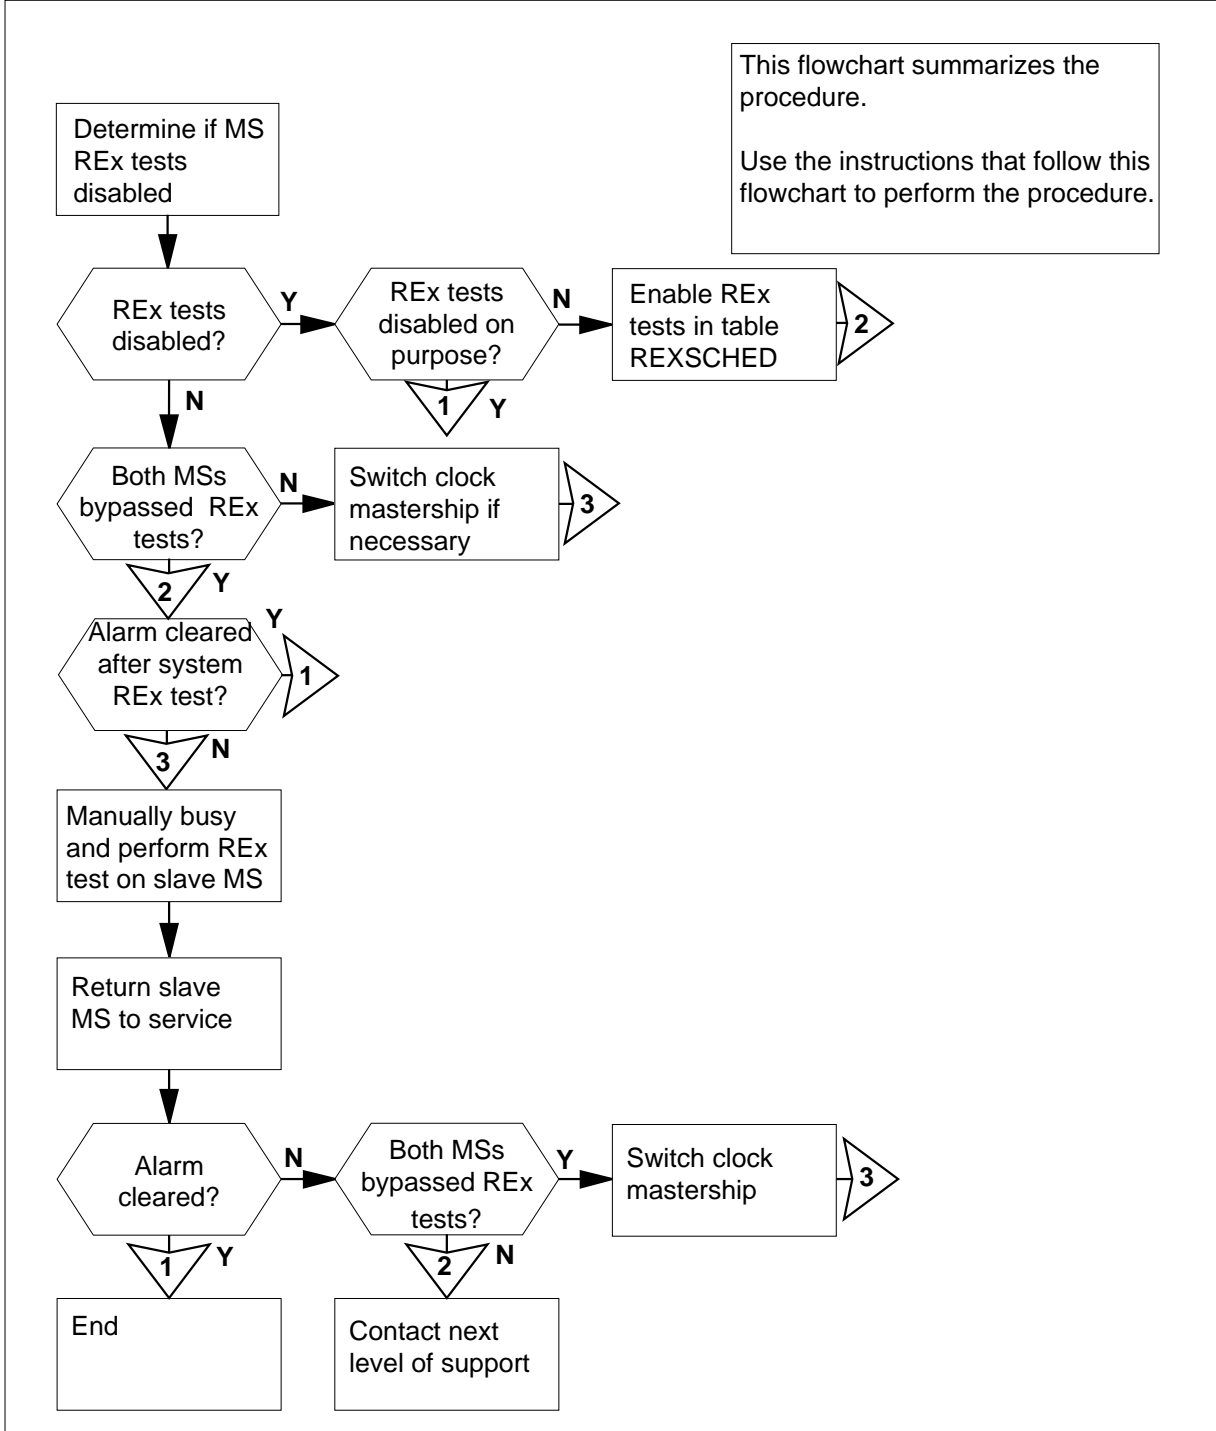 This flowchart summarizes the
procedure.
Use the instructions that follow this
flowchart to perform the procedure.
Determine if MS
REx tests
disabled
REx tests
disabled?
Y
REx tests
disabled on
purpose?
N
Enable REx
tests in table
REXSCHED
2
N
1
Y
Both MSs
bypassed REx
tests?
N
Switch clock
mastership if
necessary
3
2
Y
Alarm cleared
after system
REx test?
Y
1
3
N
Manually busy
and perform REx
test on slave MS
Return slave
MS to service
Alarm
cleared?
N
Both MSs
bypassed REx
tests?
Y
Switch clock
mastership
3
1
Y
2
N
End
Contact next
level of support